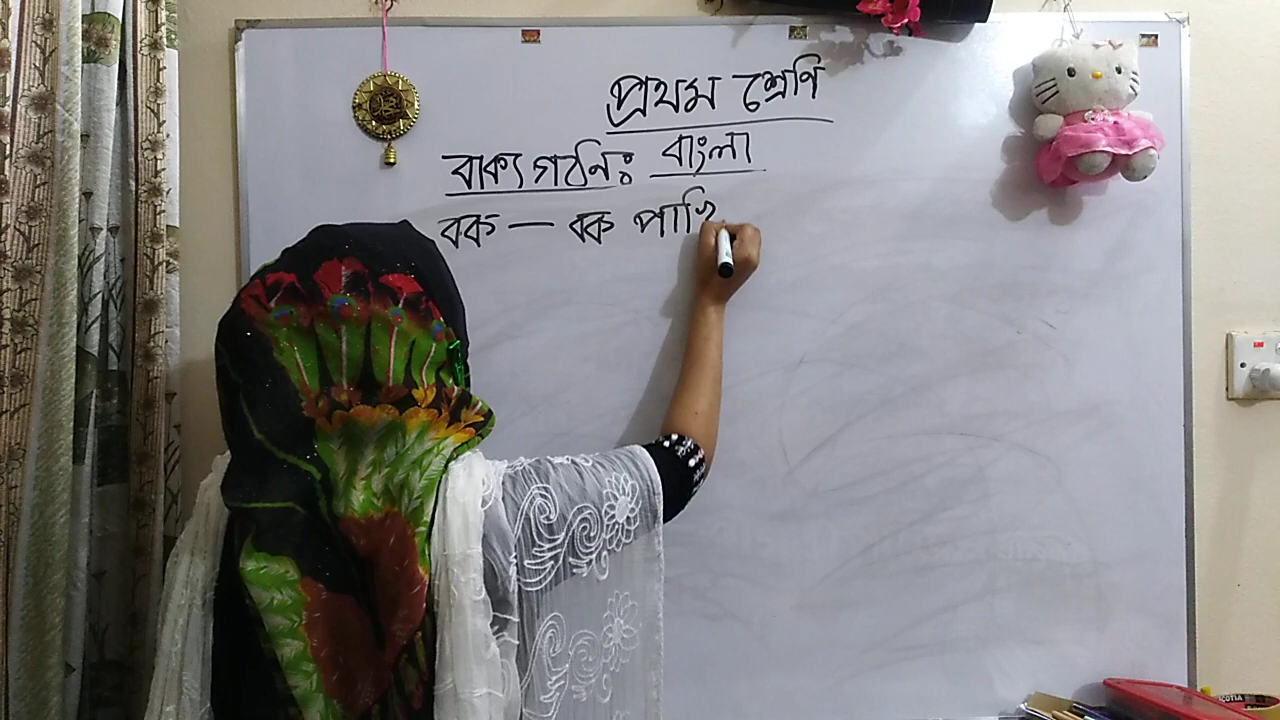 প্রথম শ্রেণি
বাক্য গঠনঃ বাংলা
বক — বক পাখি